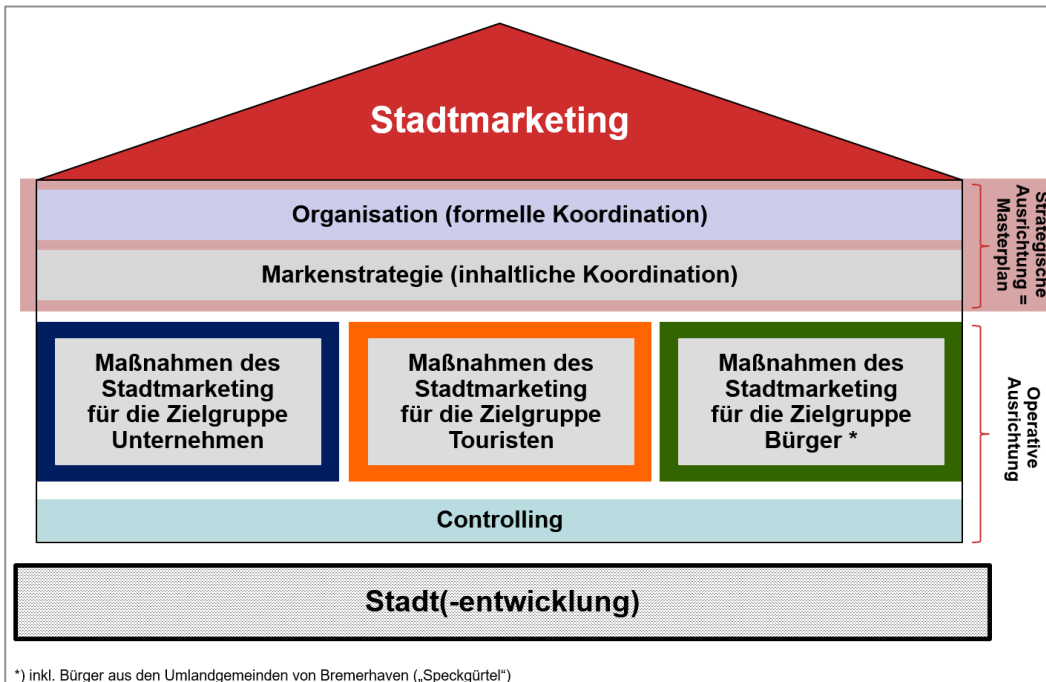 Stadtmarketing
Organisation (formelle Koordination)
Markenstrategie (inhaltliche Koordination)
Strategische
Ausrichtung =
Masterplan
Maßnahmen des
Stadtmarketing
für die Zielgruppe
Unternehmen
Maßnahmen des
Stadtmarketing
für die Zielgruppe
Touristen
Maßnahmen des
Stadtmarketing
für die Zielgruppe
Bürger *
Operative
Ausrichtung
Controlling
Stadt(-entwicklung)
*) inkl. Bürger aus den Umlandgemeinden von Bremerhaven („Speckgürtel“)